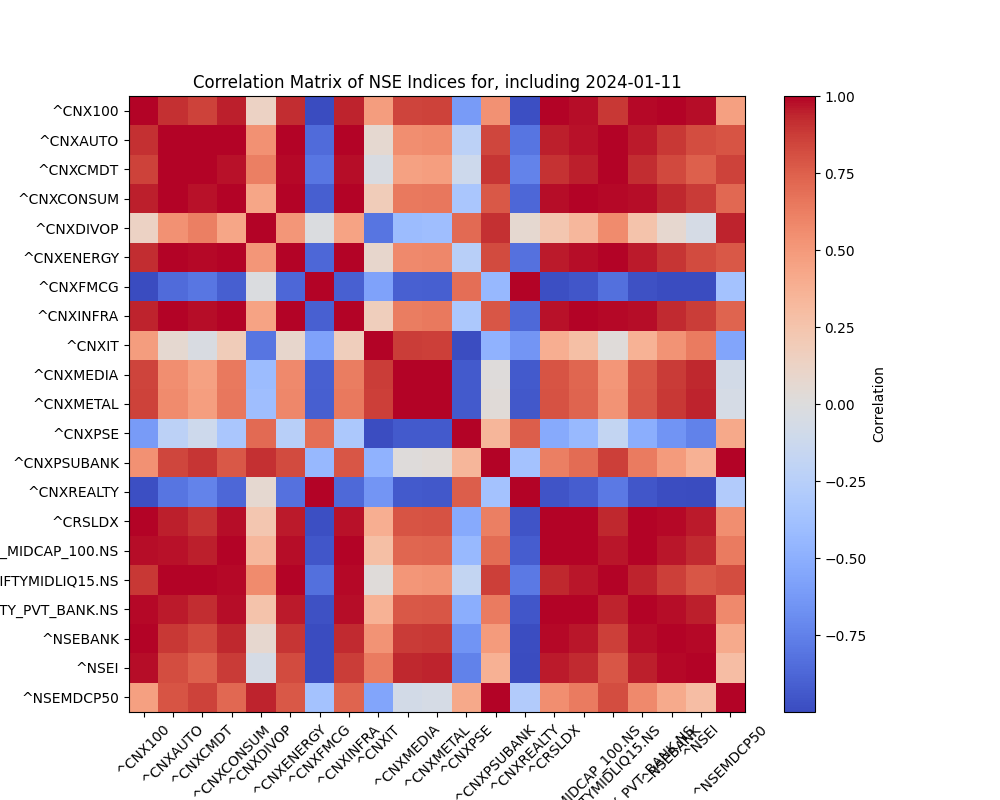 Correlation Matrix of NSE Indices for, including 2024-01-11
^CNX100
^CNXAUTO
^CNXCMDT
^CNXCONSUM
^CNXDIVOP
^CNXENERGY
^CNXFMCG
^CNXINFRA
^CNXIT
^CNXMEDIA
^CNXMETAL
^CNXPSE
^CNXPSUBANK
^CNXREALTY
^CRSLDX
_MIDCAP_100.NS
IFTYMIDLIQ15.NS
TY_PVT_BANK.NS
^NSEBANK
^NSEI
^NSEMDCP50
^CNX100
^CNXAUTO
^CNXCMDT
^CNXCONSUM
^CNXDIVOP
^CNXENERGY
^CNXFMCG
^CNXINFRA
^CNXIT
^CNXMEDIA
^CNXMETAL
^CNXPSE
^CNXPSUBANK
^CNXREALTY
^CRSLDX
MIDCAP_100.NS
TYMIDLIQ15.NS
_PVT_BANK.NS
^NSEBANK
^NSEI
^NSEMDCP50
1.00
0.75
0.50
0.25
0.00
−0.25
−0.50
−0.75
Correlation